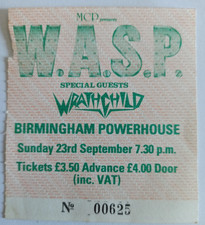 MCP presents
W.A.S.P.
SPECIAL GUESTS
WRATHCHILD
BIRMINGHAM POWERHOUSE
Sunday 23rd September 7.30 p.m.
Tickets £3.50 Advance £4.00 Door
(inc. VAT)
No 00625